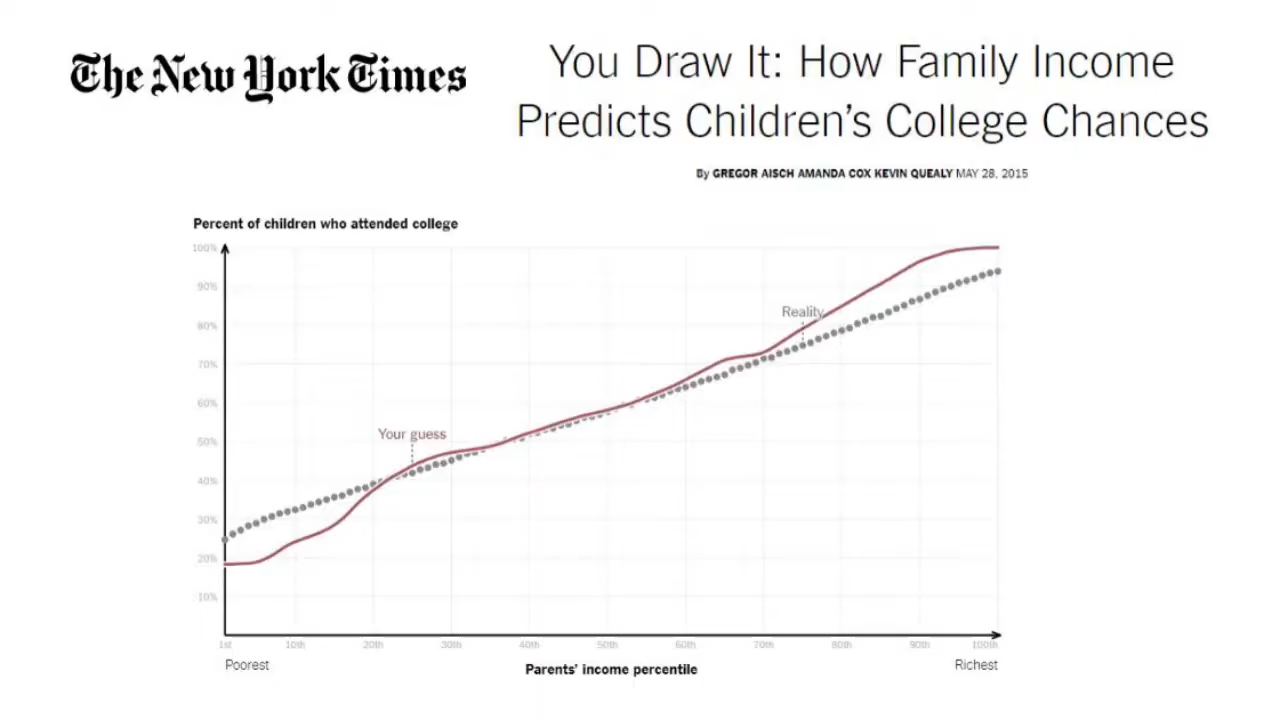 The New York Times
You Draw It: How Family Income
Predicts Children's College Chances
By GREGOR AISCH AMANDA COX KEVIN QUEALY MAY 28, 2015
Percent of children who attended college
100%
90%
80%
70%
60%
50%
40%
30%
20%
10%
Reality
Your guess
1st 10th 20th 30th 40th 50th 60th 70th 80th 90th 100th
Poorest Parents' income percentile Richest